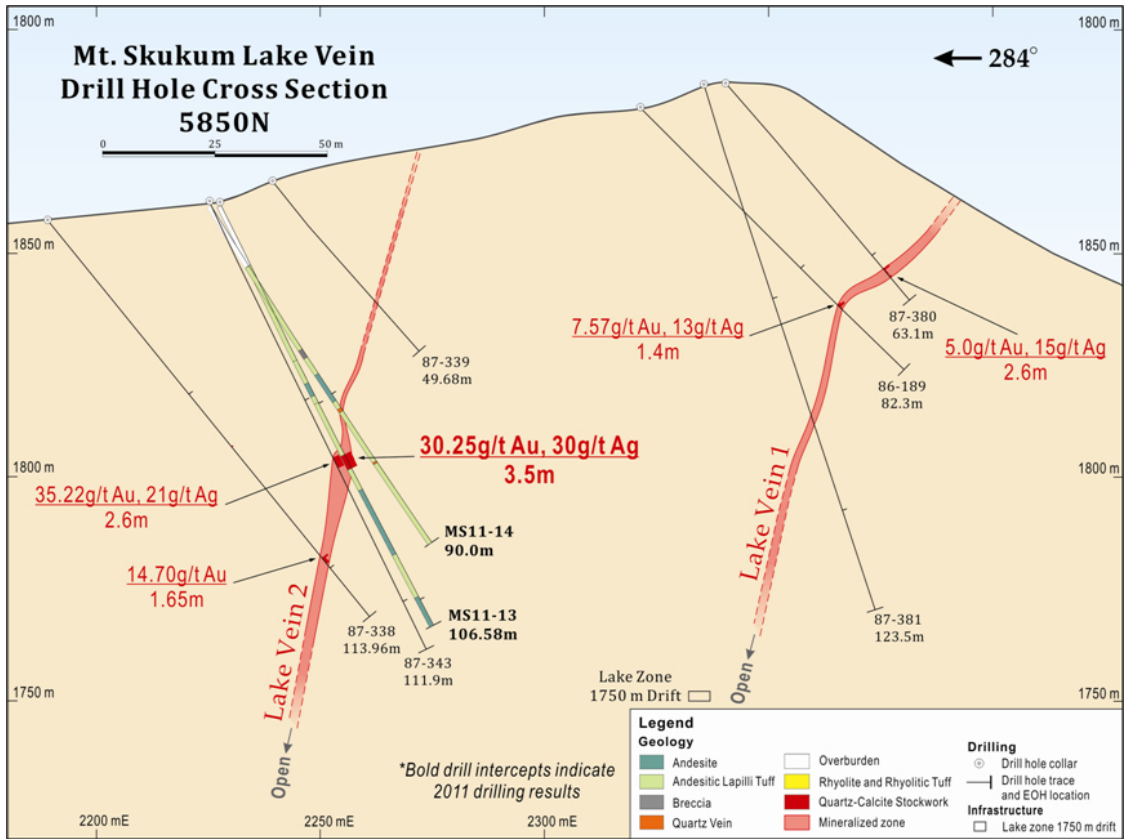 1800 m
1800 m
Mt. Skukum Lake Vein
Drill Hole Cross Section
5850N
0 25 50 m
284°
1850 m
1850 m
87-339
49.68m
7.57g/t Au, 13g/t Ag
1.4m
87-380
63.1m
5.0g/t Au, 15g/t Ag
2.6m
86-189
82.3m
30.25g/t Au, 30g/t Ag
3.5m
1800 m
1800 m
35.22g/t Au, 21g/t Ag
2.6m
MS11-14
90.0m
14.70g/t Au
1.65m
MS11-13
106.58m
87-338
113.96m
87-343
111.9m
87-381
123.5m
Lake Vein 2
Lake Vein 1
Open
Open
Lake Zone
1750 m Drift
1750 m
1750 m
*Bold drill intercepts indicate
2011 drilling results
Legend
Geology
Andesite
Andesitic Lapilli Tuff
Breccia
Quartz Vein
Overburden
Rhyolite and Rhyolitic Tuff
Quartz-Calcite Stockwork
Mineralized zone
Drilling
Drill hole collar
Drill hole trace
and EOH location
Infrastructure
Lake zone 1750 m drift
2200 mE
2250 mE
2300 mE